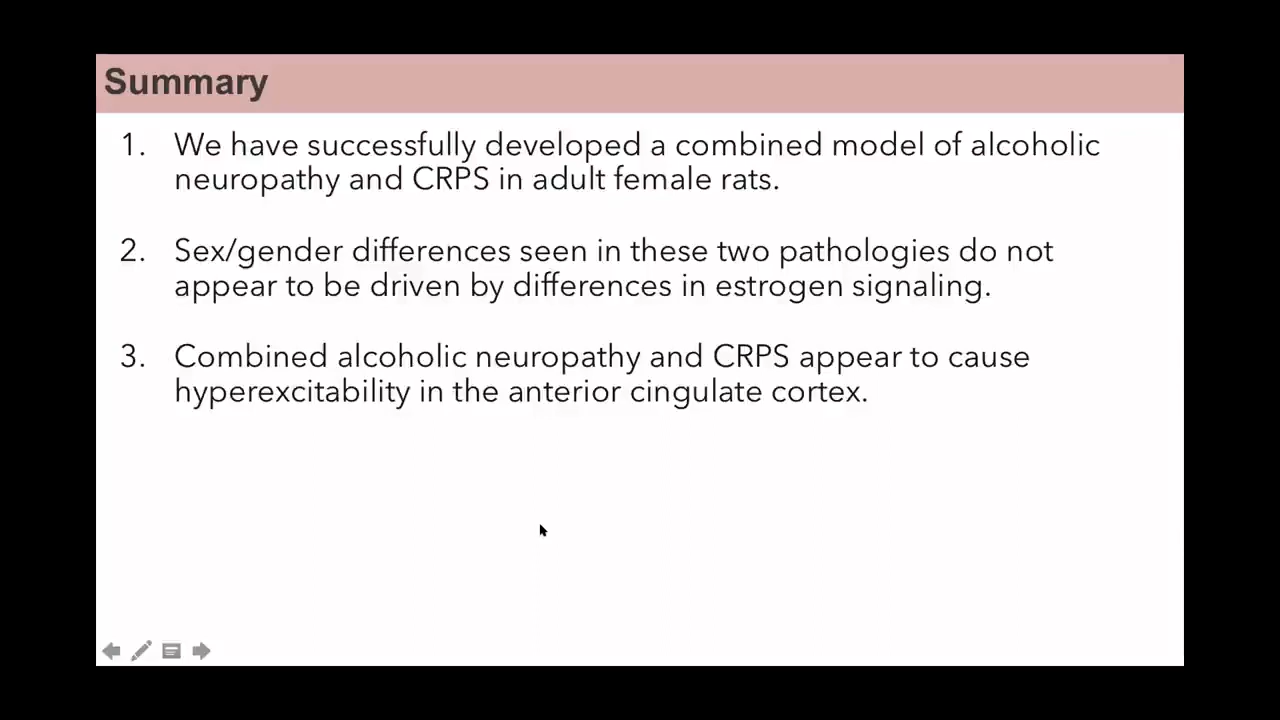 Summary
1. We have successfully developed a combined model of alcoholic
neuropathy and CRPS in adult female rats.
2. Sex/gender differences seen in these two pathologies do not
appear to be driven by differences in estrogen signaling.
3. Combined alcoholic neuropathy and CRPS appear to cause
hyperexcitability in the anterior cingulate cortex.